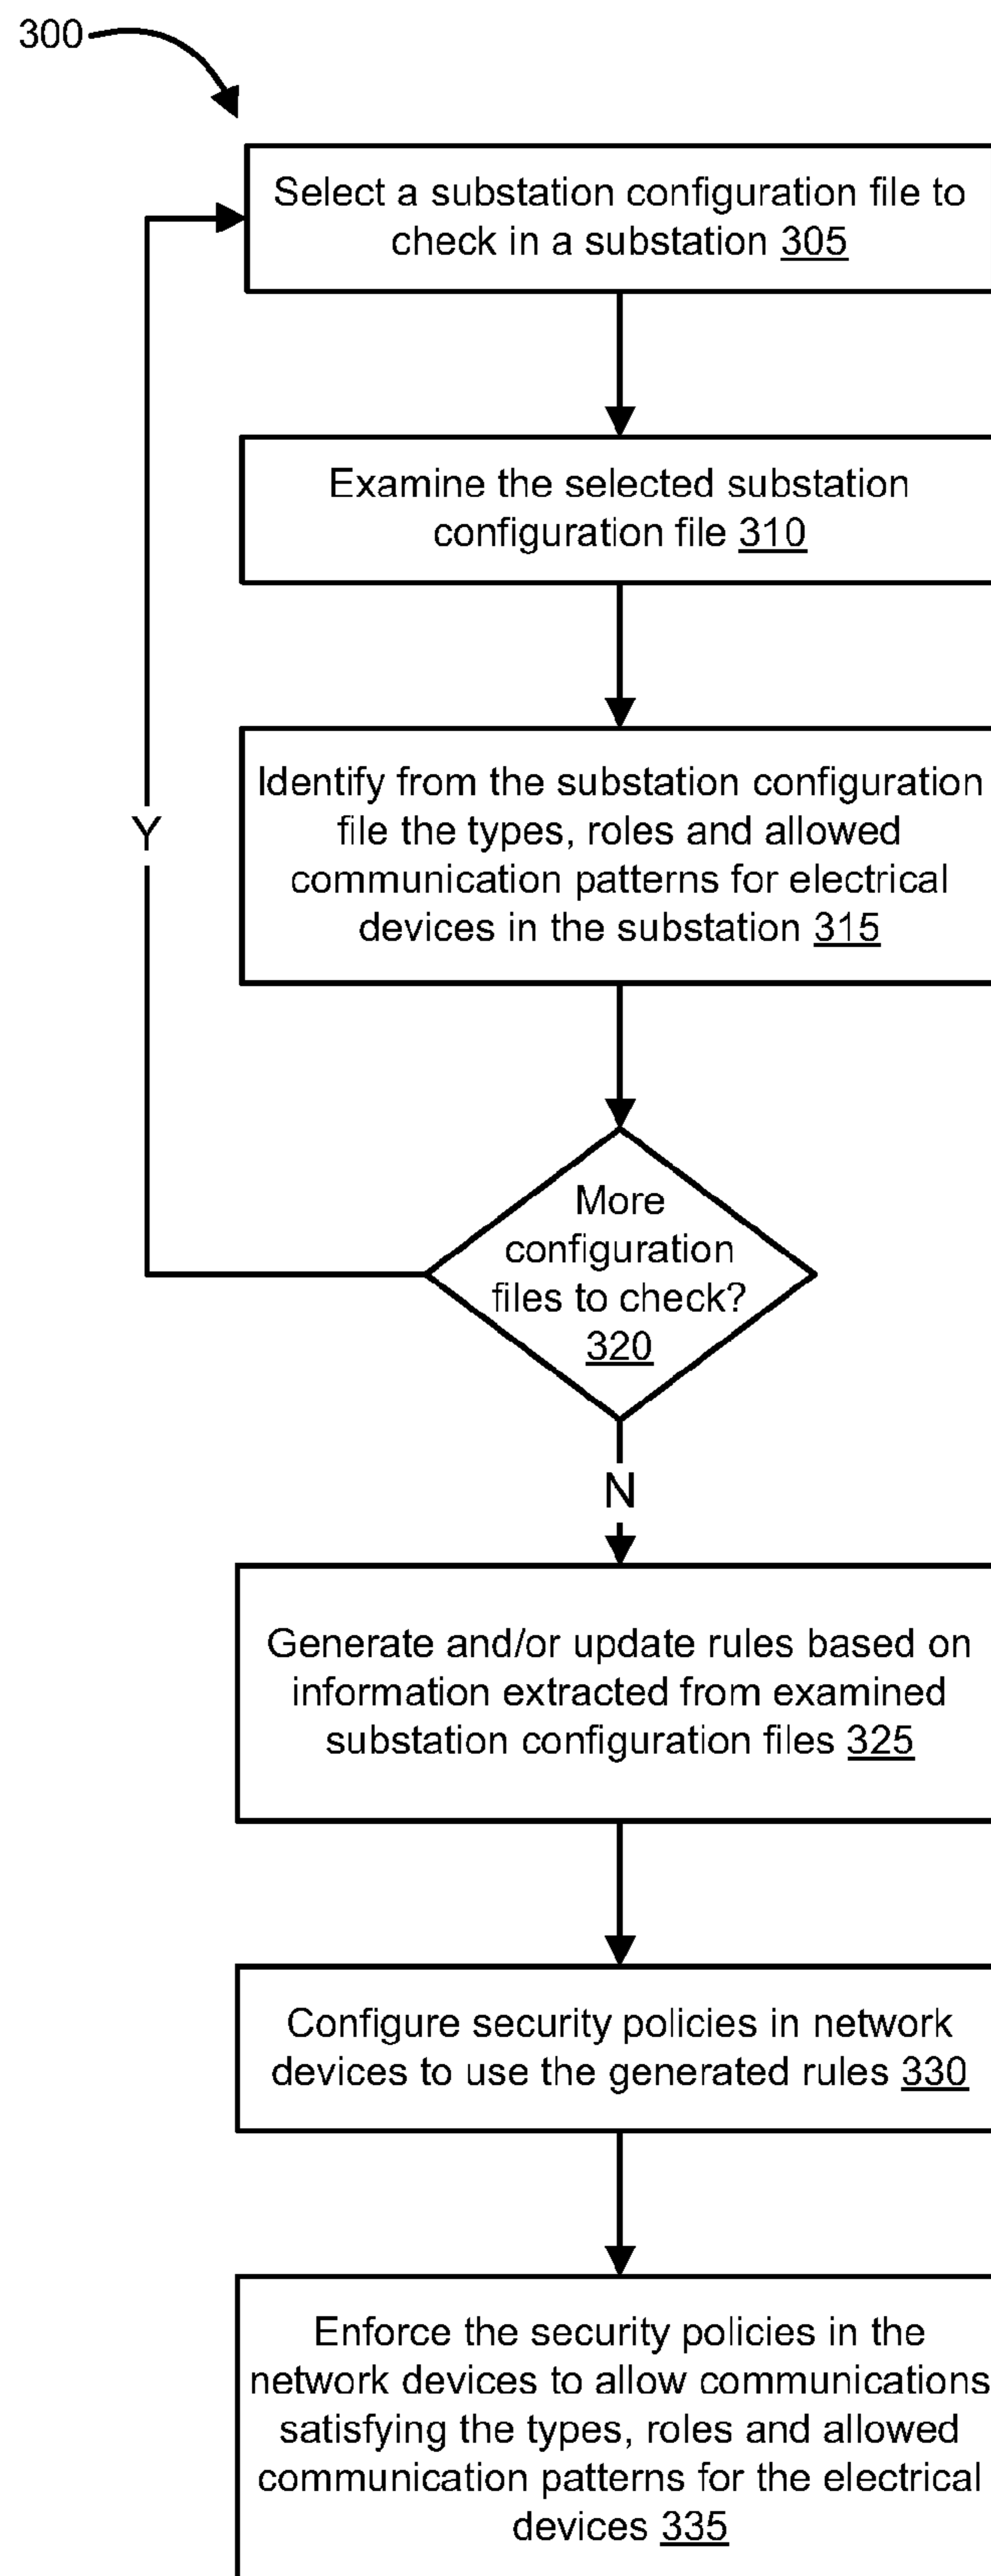 300
Select a substation configuration file to
check in a substation 305
Examine the selected substation
configuration file 310
Identify from the substation configuration
file the types, roles and allowed
communication patterns for electrical
devices in the substation 315
Y
More
configuration
files to check?
320
N
Generate and/or update rules based on
information extracted from examined
substation configuration files 325
Configure security policies in network
devices to use the generated rules 330
Enforce the security policies in the
network devices to allow communications
satisfying the types, roles and allowed
communication patterns for the electrical
devices 335